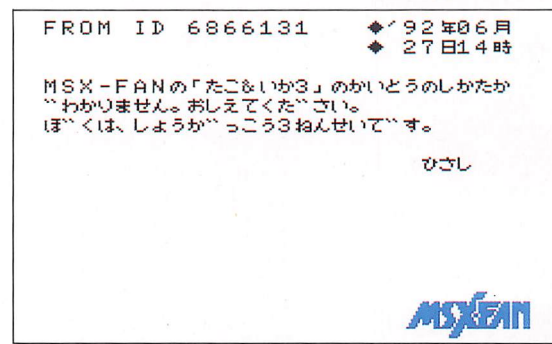 FROM ID 6866131 ◆'92年06月
◆ 27日14時
MSX-FANの「たこ&いか3」のかいとうのしかたか
゛わかりません。おしえてくた゛さい。
ほ゛くは、しょうか゛っこう3ねんせいて゛す。
ひさし
MSX・FAN